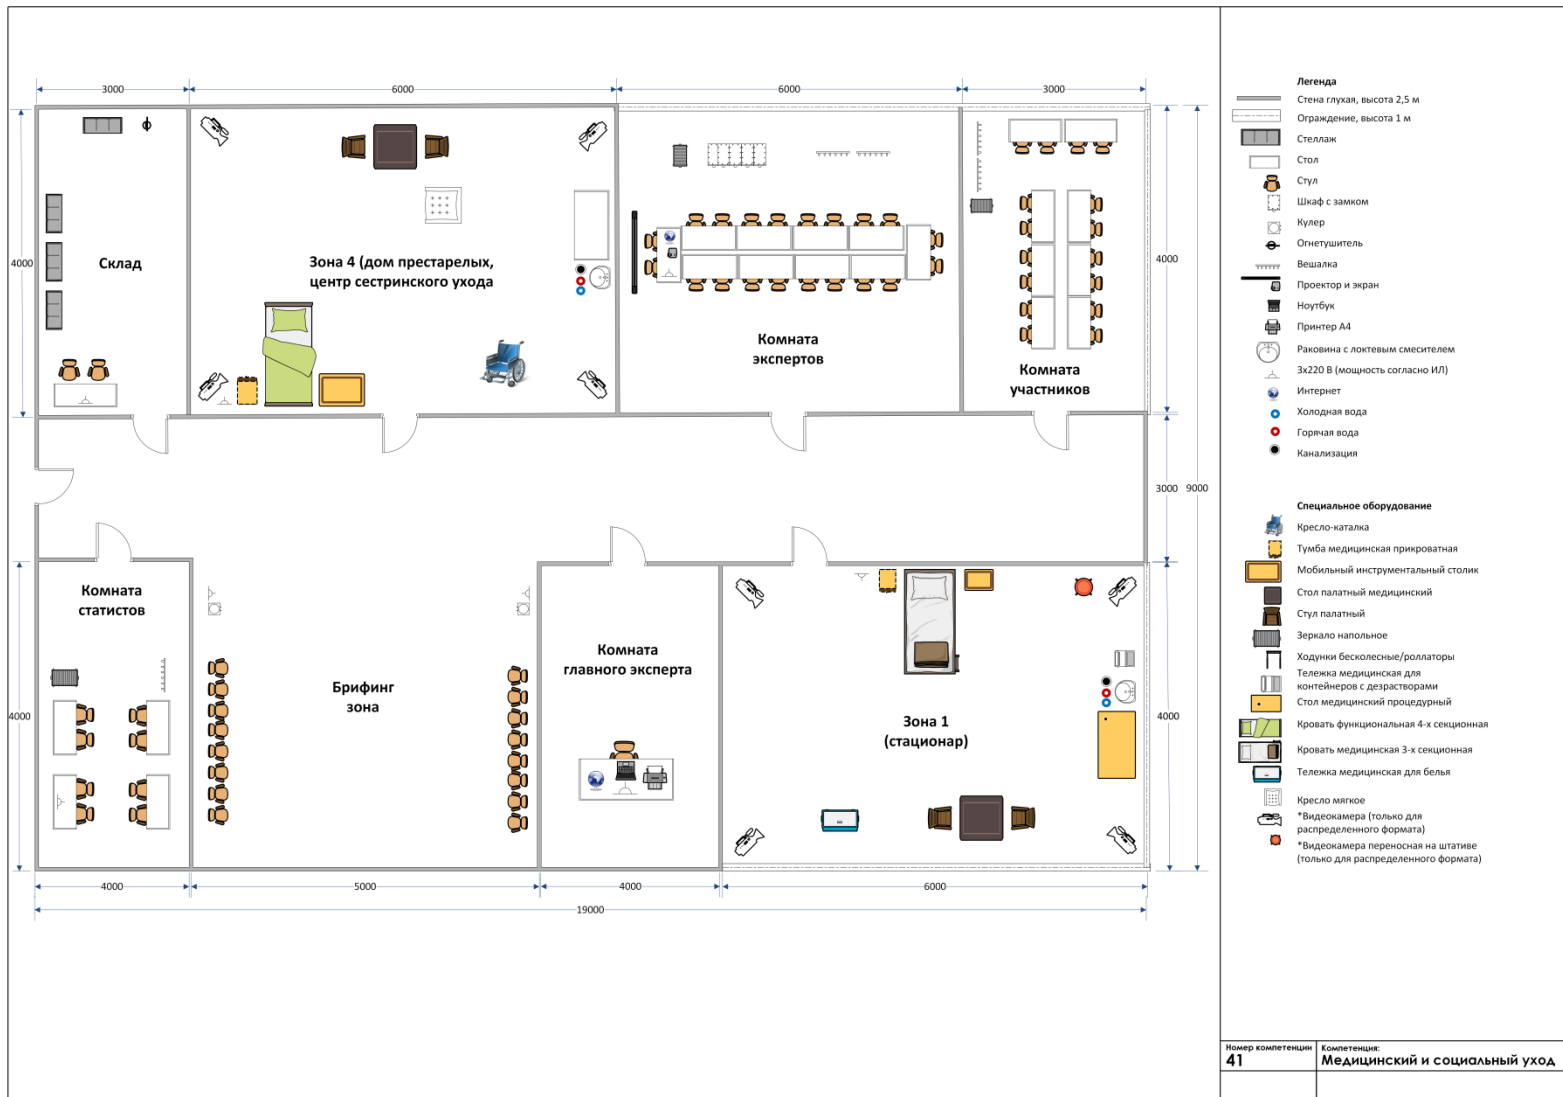 3000
6000
6000
3000
4000
Склад
Зона 4 (дом престарелых,
центр сестринского ухода
Комната
экспертов
Комната
участников
4000
3000
9000
Комната
статистов
Брифинг
зона
Комната
главного эксперта
Зона 1
(стационар)
4000
4000
4000
5000
4000
6000
19000
Легенда
Стена глухая, высота 2,5 м
Ограждение, высота 1 м
Стеллаж
Стол
Стул
Шкаф с замком
Кулер
Огнетушитель
Вешалка
Проектор и экран
Ноутбук
Принтер А4
Раковина с локтевым смесителем
3х220 В (мощность согласно ИЛ)
Интернет
Холодная вода
Горячая вода
Канализация
Специальное оборудование
Кресло-каталка
Тумба медицинская прикроватная
Мобильный инструментальный столик
Стол палатный медицинский
Стул палатный
Зеркало напольное
Ходунки бесколесные/роллаторы
Тележка медицинская для
контейнеров с дезрастворами
Стол медицинский процедурный
Кровать функциональная 4-х секционная
Кровать медицинская 3-х секционная
Тележка медицинская для белья
Кресло мягкое
*Видеокамера (только для
распределенного формата)
*Видеокамера переносная на штативе
(только для распределенного формата)
Номер компетенции
41
Компетенция:
Медицинский и социальный уход